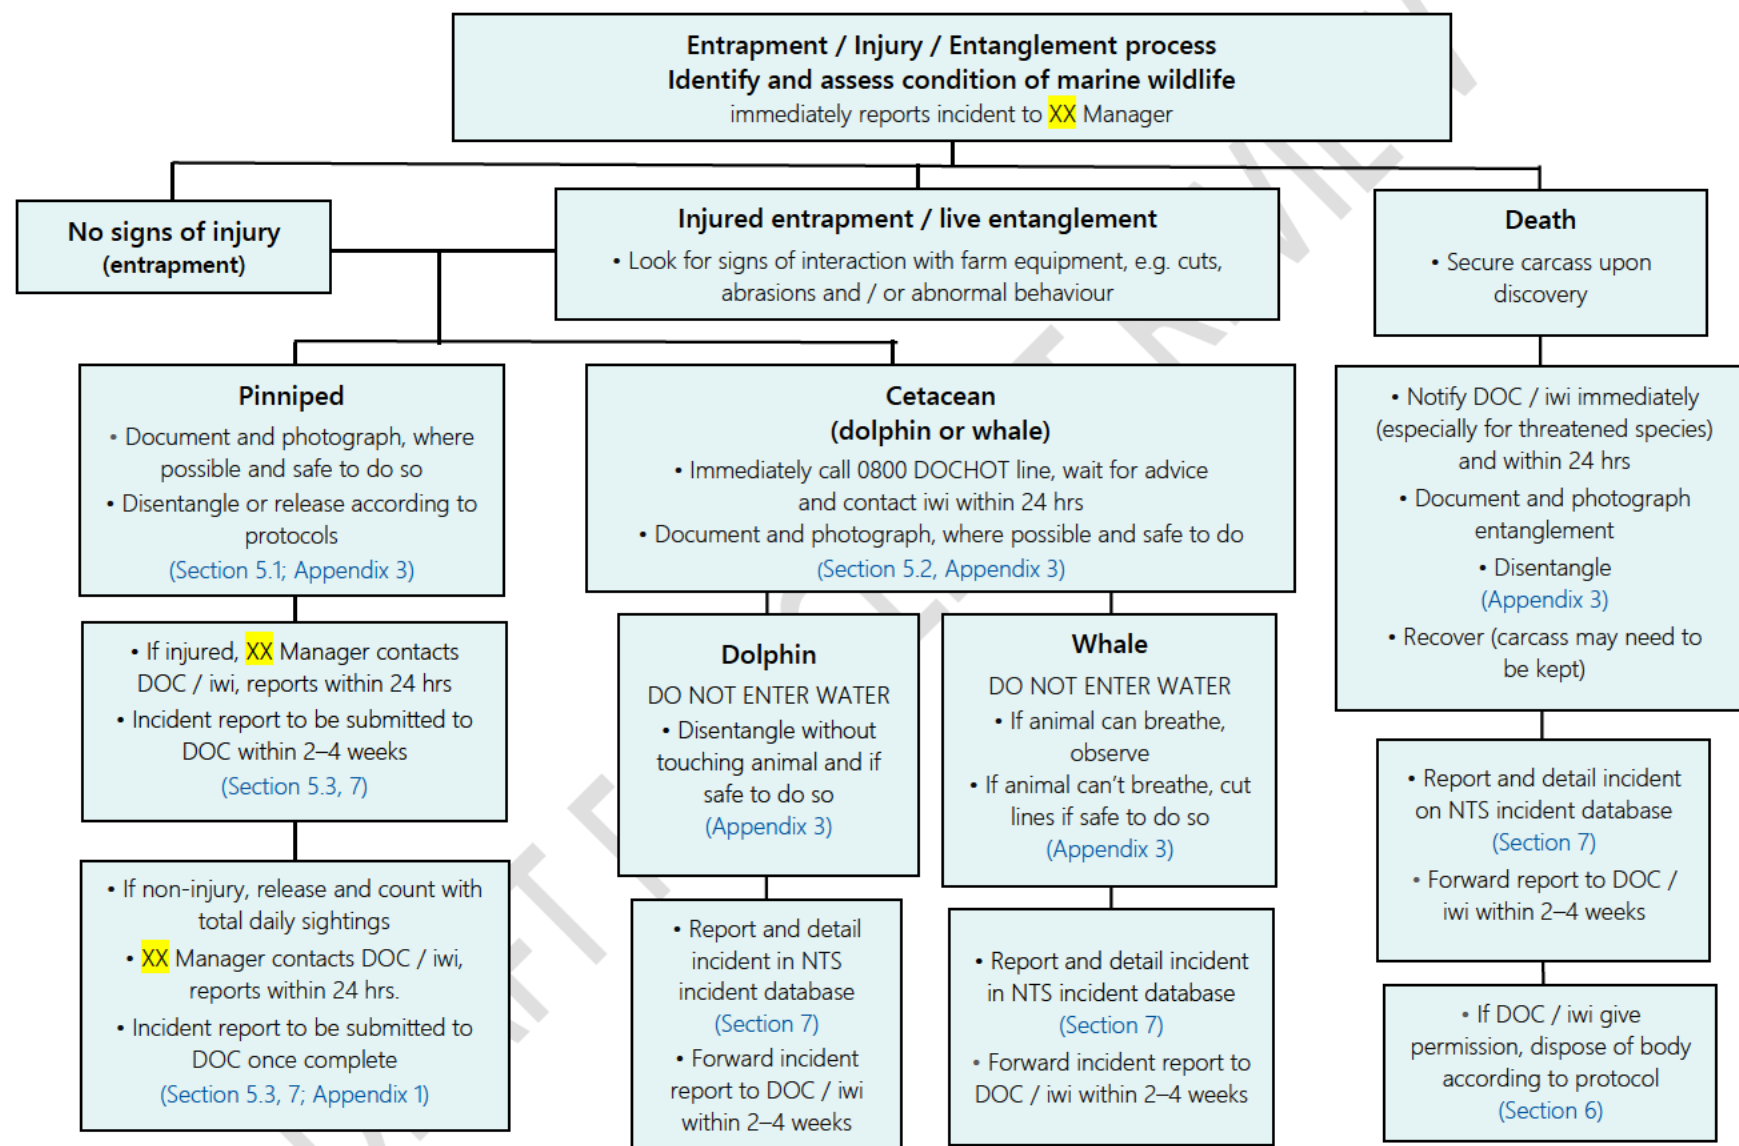 Entrapment / Injury / Entanglement process
Identify and assess condition of marine wildlife
immediately reports incident to XX Manager
No signs of injury
(entrapment)
Injured entrapment / live entanglement
• Look for signs of interaction with farm equipment, e.g. cuts,
abrasions and / or abnormal behaviour
Death
• Secure carcass upon
discovery
Pinniped
• Document and photograph, where
possible and safe to do so
• Disentangle or release according to
protocols
(Section 5.1; Appendix 3)
• If injured, XX Manager contacts
DOC / iwi, reports within 24 hrs
• Incident report to be submitted to
DOC within 2–4 weeks
(Section 5.3, 7)
• If non-injury, release and count with
total daily sightings
• XX Manager contacts DOC / iwi,
reports within 24 hrs.
• Incident report to be submitted to
DOC once complete
(Section 5.3, 7; Appendix 1)
Cetacean
(dolphin or whale)
• Immediately call 0800 DOCHOT line, wait for advice
and contact iwi within 24 hrs
• Document and photograph, where possible and safe to do
(Section 5.2, Appendix 3)
Dolphin
DO NOT ENTER WATER
• Disentangle without
touching animal and if
safe to do so
(Appendix 3)
• Report and detail
incident in NTS
incident database
(Section 7)
• Forward incident
report to DOC / iwi
within 2–4 weeks
Whale
DO NOT ENTER WATER
• If animal can breathe,
observe
• If animal can't breathe, cut
lines if safe to do so
(Appendix 3)
• Report and detail incident
in NTS incident database
(Section 7)
• Forward incident report to
DOC / iwi within 2–4 weeks
• Notify DOC / iwi immediately
(especially for threatened species)
and within 24 hrs
• Document and photograph
entanglement
• Disentangle
(Appendix 3)
• Recover (carcass may need to
be kept)
• Report and detail incident
on NTS incident database
(Section 7)
• Forward report to DOC /
iwi within 2–4 weeks
• If DOC / iwi give
permission, dispose of body
according to protocol
(Section 6)